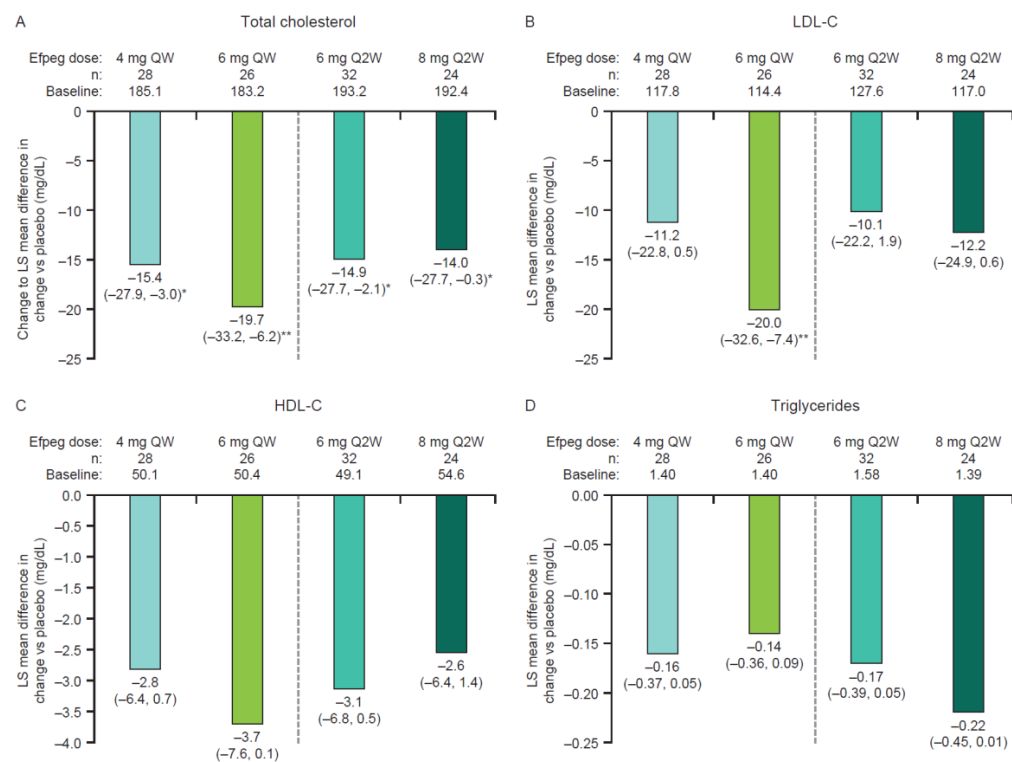 A
Total cholesterol
Efpeg dose: 4 mg QW 6 mg QW 6 mg Q2W 8 mg Q2W
n: 28 26 32 24
Baseline: 185.1 183.2 193.2 192.4
Change to LS mean difference in
change vs placebo (mg/dL)
0
–5
–10
–15
–20
–25
–15.4
(–27.9, –3.0)*
–19.7
(–33.2, –6.2)**
–14.9
(–27.7, –2.1)*
–14.0
(–27.7, –0.3)*
B
LDL-C
Efpeg dose: 4 mg QW 6 mg QW 6 mg Q2W 8 mg Q2W
n: 28 26 32 24
Baseline: 117.8 114.4 127.6 117.0
LS mean difference in
change vs placebo (mg/dL)
0
–5
–10
–15
–20
–25
–11.2
(–22.8, 0.5)
–20.0
(–32.6, –7.4)**
–10.1
(–22.2, 1.9)
–12.2
(–24.9, 0.6)
C
HDL-C
Efpeg dose: 4 mg QW 6 mg QW 6 mg Q2W 8 mg Q2W
n: 28 26 32 24
Baseline: 50.1 50.4 49.1 54.6
LS mean difference in
change vs placebo (mg/dL)
0.0
–0.5
–1.0
–1.5
–2.0
–2.5
–3.0
–3.5
–4.0
–2.8
(–6.4, 0.7)
–3.7
(–7.6, 0.1)
–3.1
(–6.8, 0.5)
–2.6
(–6.4, 1.4)
D
Triglycerides
Efpeg dose: 4 mg QW 6 mg QW 6 mg Q2W 8 mg Q2W
n: 28 26 32 24
Baseline: 1.40 1.40 1.58 1.39
LS mean difference in
change vs placebo (mg/dL)
0.00
–0.05
–0.10
–0.15
–0.20
–0.25
–0.16
(–0.37, 0.05)
–0.14
(–0.36, 0.09)
–0.17
(–0.39, 0.05)
–0.22
(–0.45, 0.01)